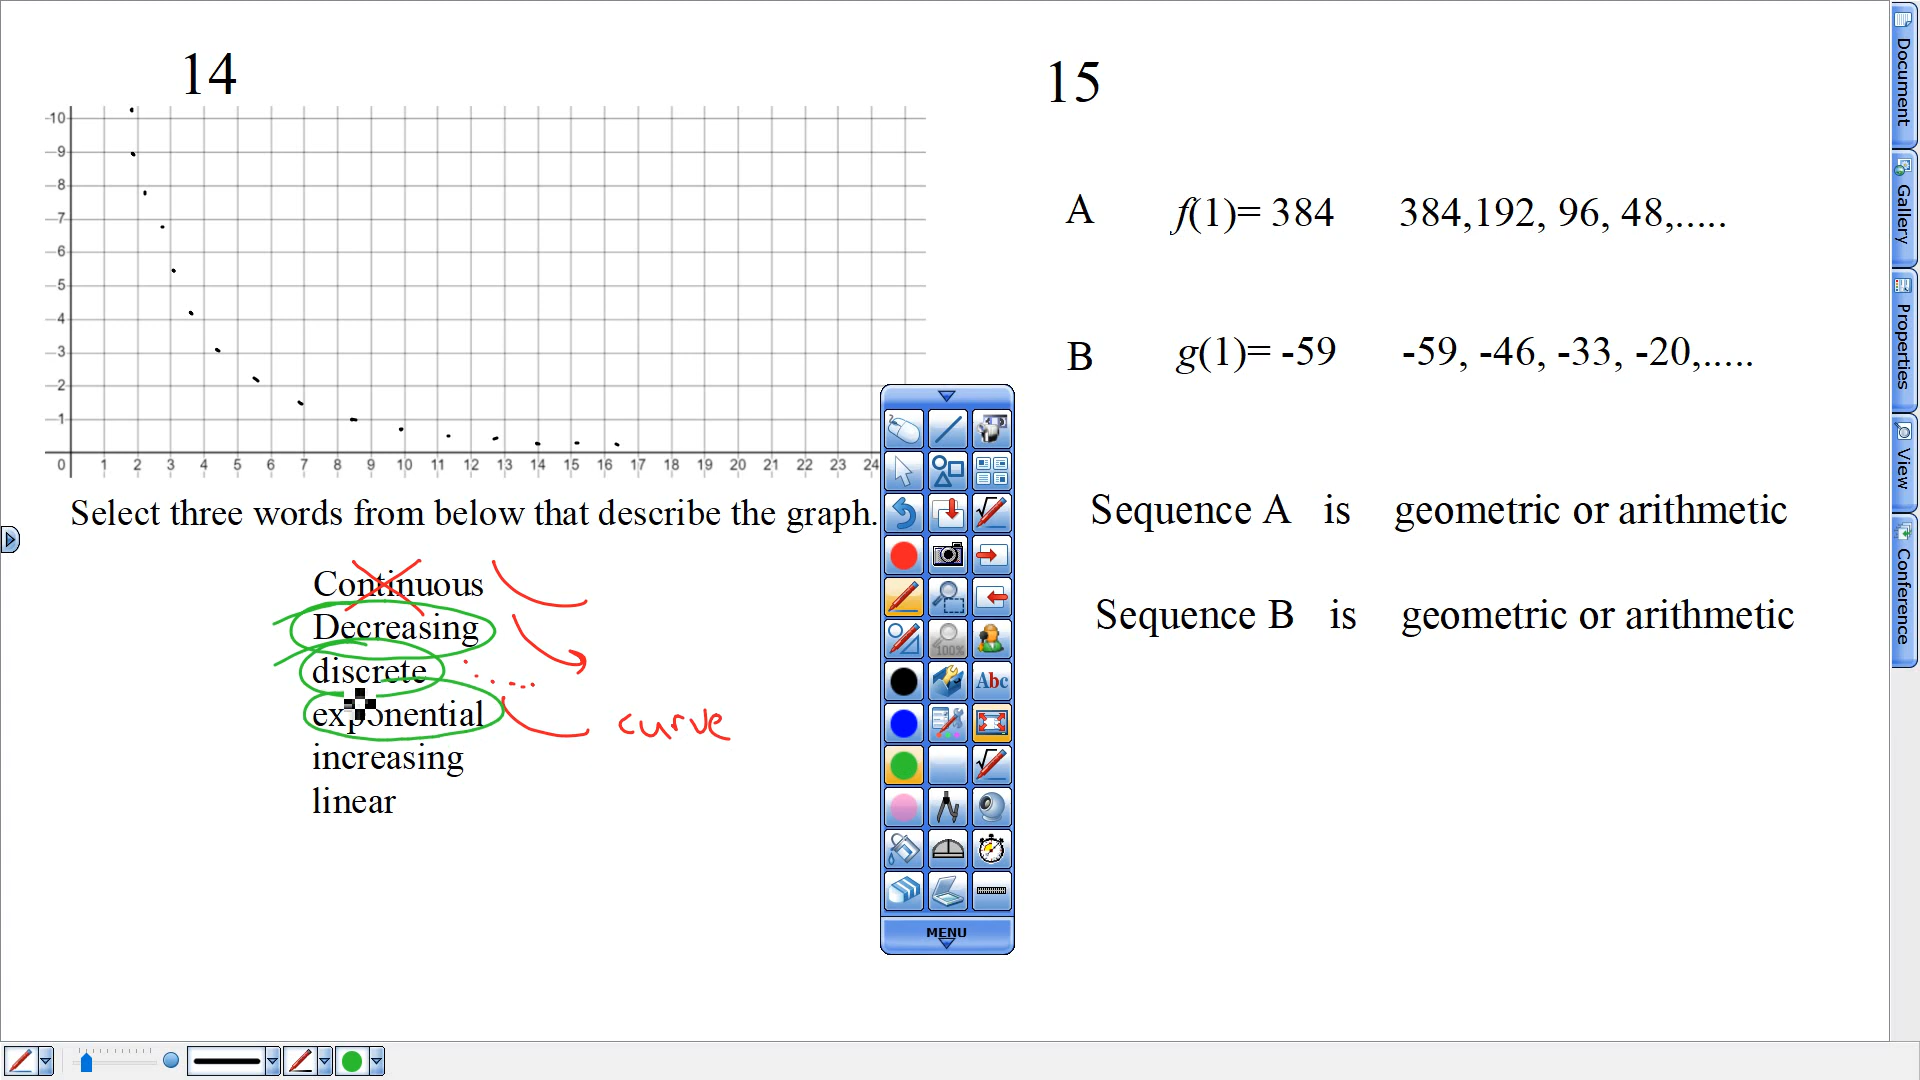 14
10
9
8
7
6
5
4
3
2
1
0 1 2 3 4 5 6 7 8 9 10 11 12 13 14 15 16 17 18 19 20 21 22 23 24
Select three words from below that describe the graph.
Continuous
Decreasing
discrete
exponential
curve
increasing
linear
15
A f(1)= 384 384,192, 96, 48,.....
B g(1)= -59 -59, -46, -33, -20,.....
Sequence A is geometric or arithmetic
Sequence B is geometric or arithmetic
100%
Abc
MENU
Document
Gallery
Properties
View
Conference